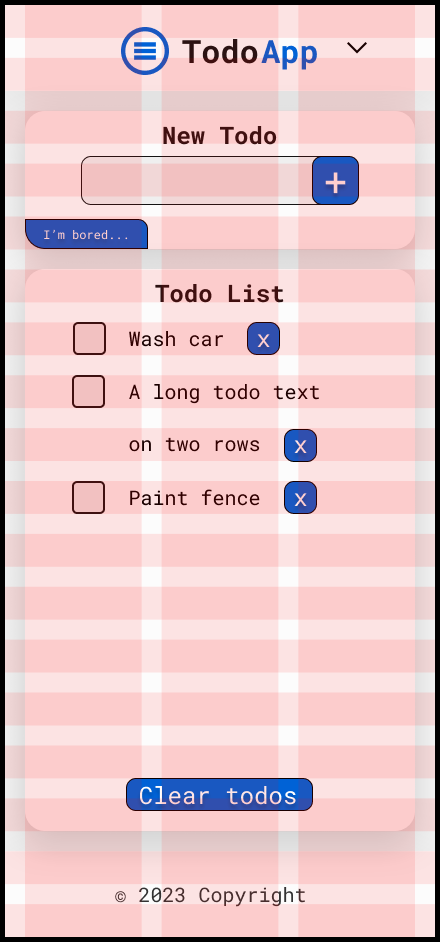 TodoApp
New Todo
+
I'm bored...
Todo List
Wash car x
A long todo text
on two rows x
Paint fence x
Clear todos
© 2023 Copyright